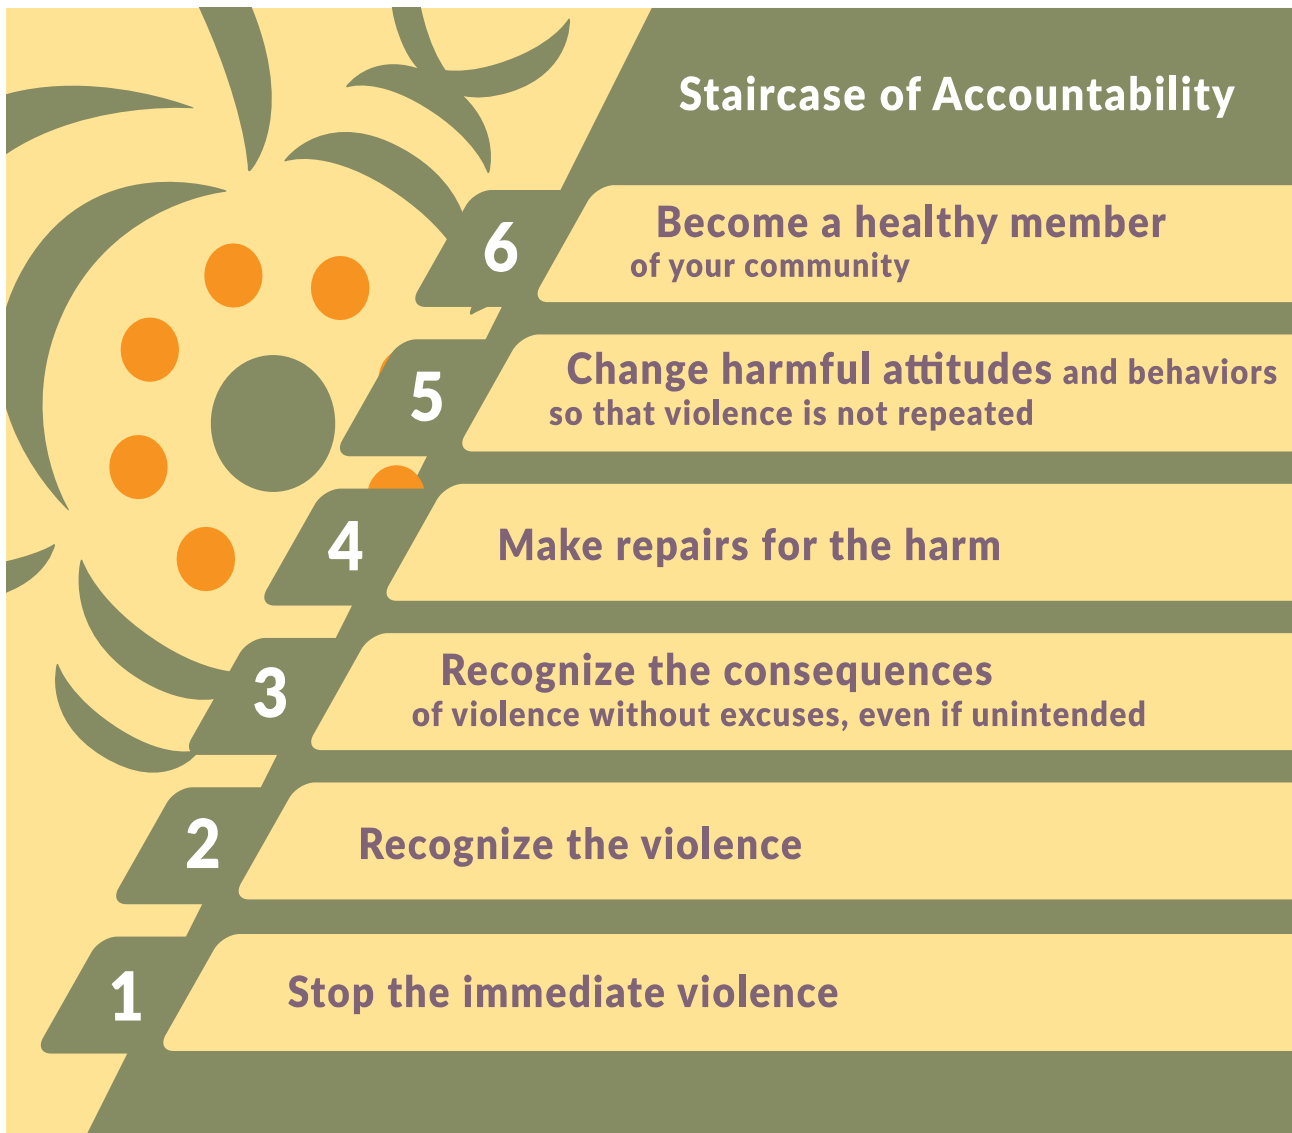 Staircase of Accountability
6
Become a healthy member
of your community
5
Change harmful attitudes and behaviors
so that violence is not repeated
4
Make repairs for the harm
3
Recognize the consequences
of violence without excuses, even if unintended
2
Recognize the violence
1
Stop the immediate violence